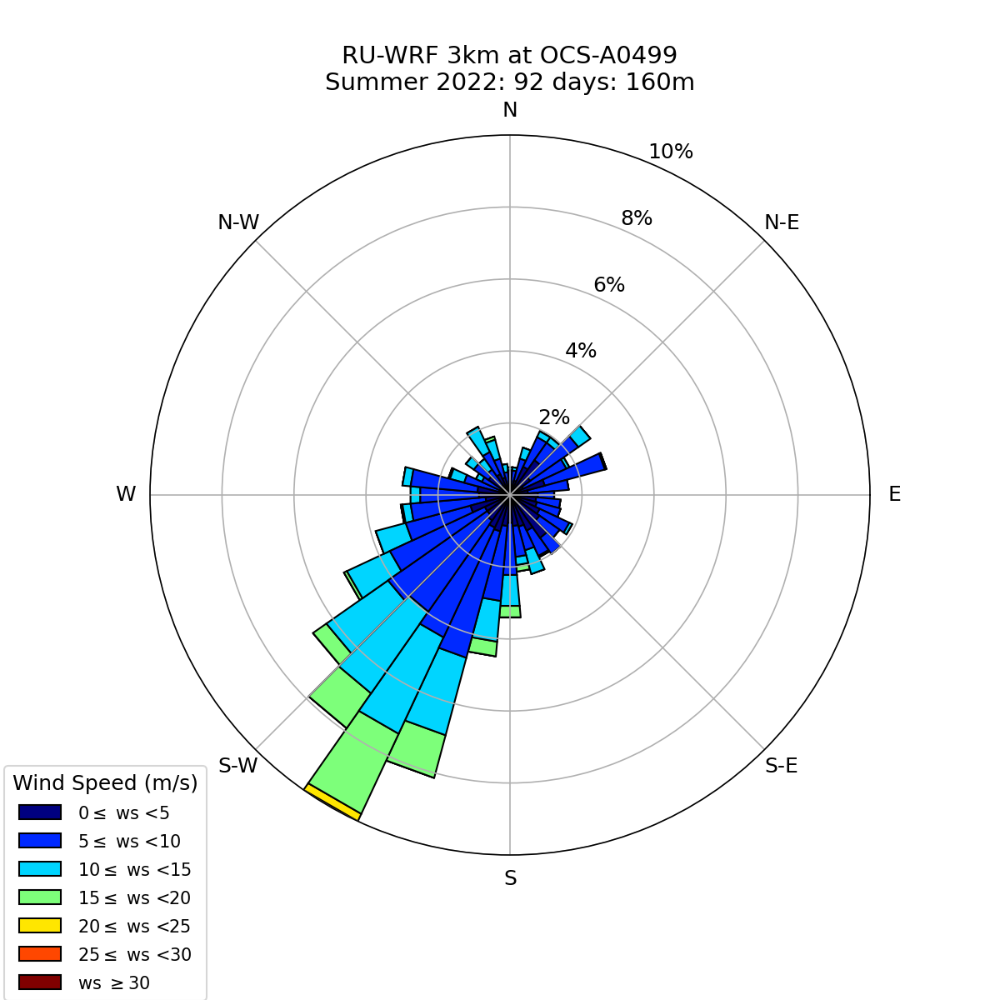 RU-WRF 3km at OCS-A0499
Summer 2022: 92 days: 160m
N
10%
N-W
N-E
8%
6%
4%
2%
W
E
S-W
S-E
S
Wind Speed (m/s)
0 ≤ ws <5
5 ≤ ws <10
10 ≤ ws <15
15 ≤ ws <20
20 ≤ ws <25
25 ≤ ws <30
ws ≥ 30